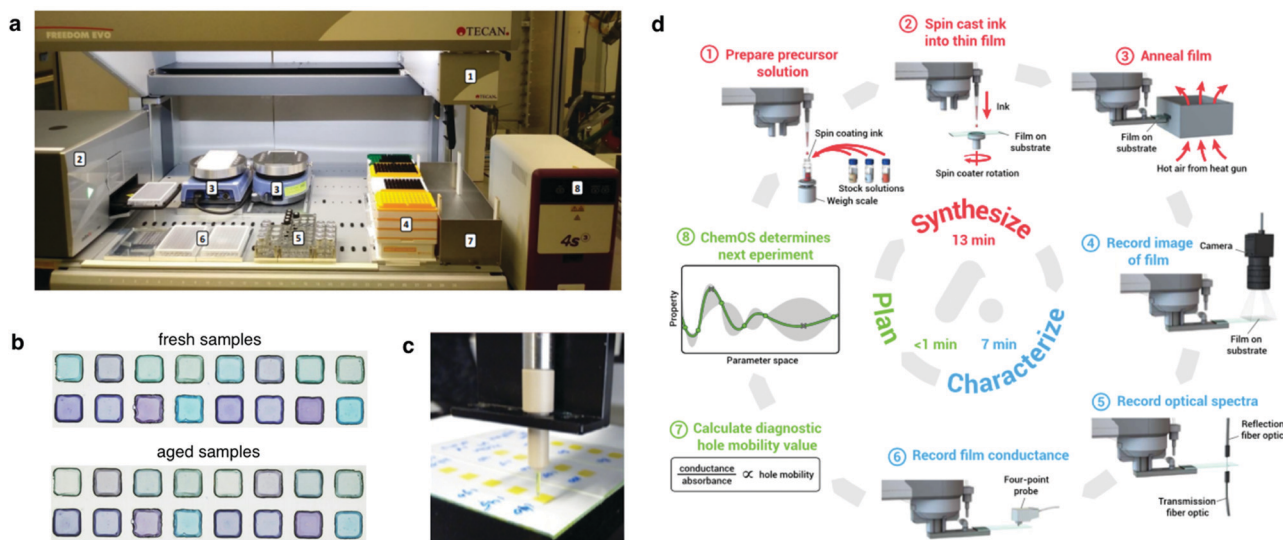 a
FREEDOM EVO
TECAN.
1
TECAN.
2
3
3
8
4
4s³
5
6
7
b
fresh samples
aged samples
c
d
① Prepare precursor
solution
Spin coating ink
Stock solutions
Weigh scale
② Spin cast ink
into thin film
Ink
Film on
substrate
Spin coater rotation
③ Anneal film
Film on
substrate
Hot air from heat gun
④ Record image
of film
Camera
Film on
substrate
⑤ Record optical spectra
Reflection
fiber optic
Transmission
fiber optic
⑥ Record film conductance
Four-point
probe
⑦ Calculate diagnostic
hole mobility value
conductance
absorbance
∝ hole mobility
⑧ ChemOS determines
next eperiment
Property
Parameter space
Synthesize
13 min
Plan
<1 min
7 min
Characterize